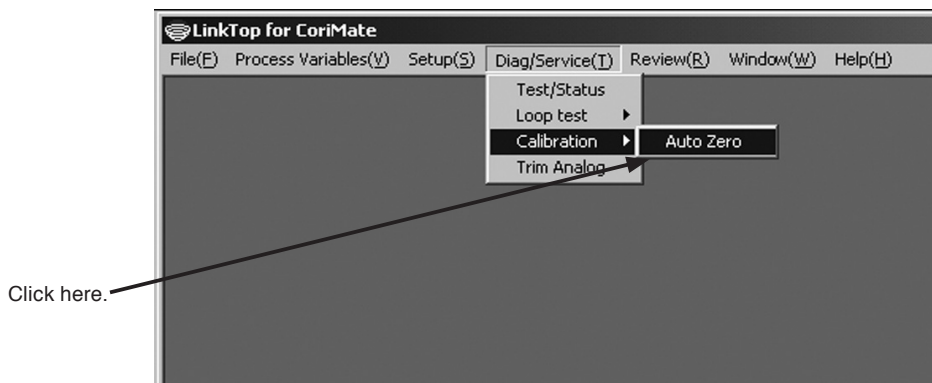 LinkTop for CoriMate
File(F) Process Variables(V) Setup(S) Diag/Service(T) Review(R) Window(W) Help(H)
Test/Status
Loop test
Calibration Auto Zero
Trim Analog
Click here.